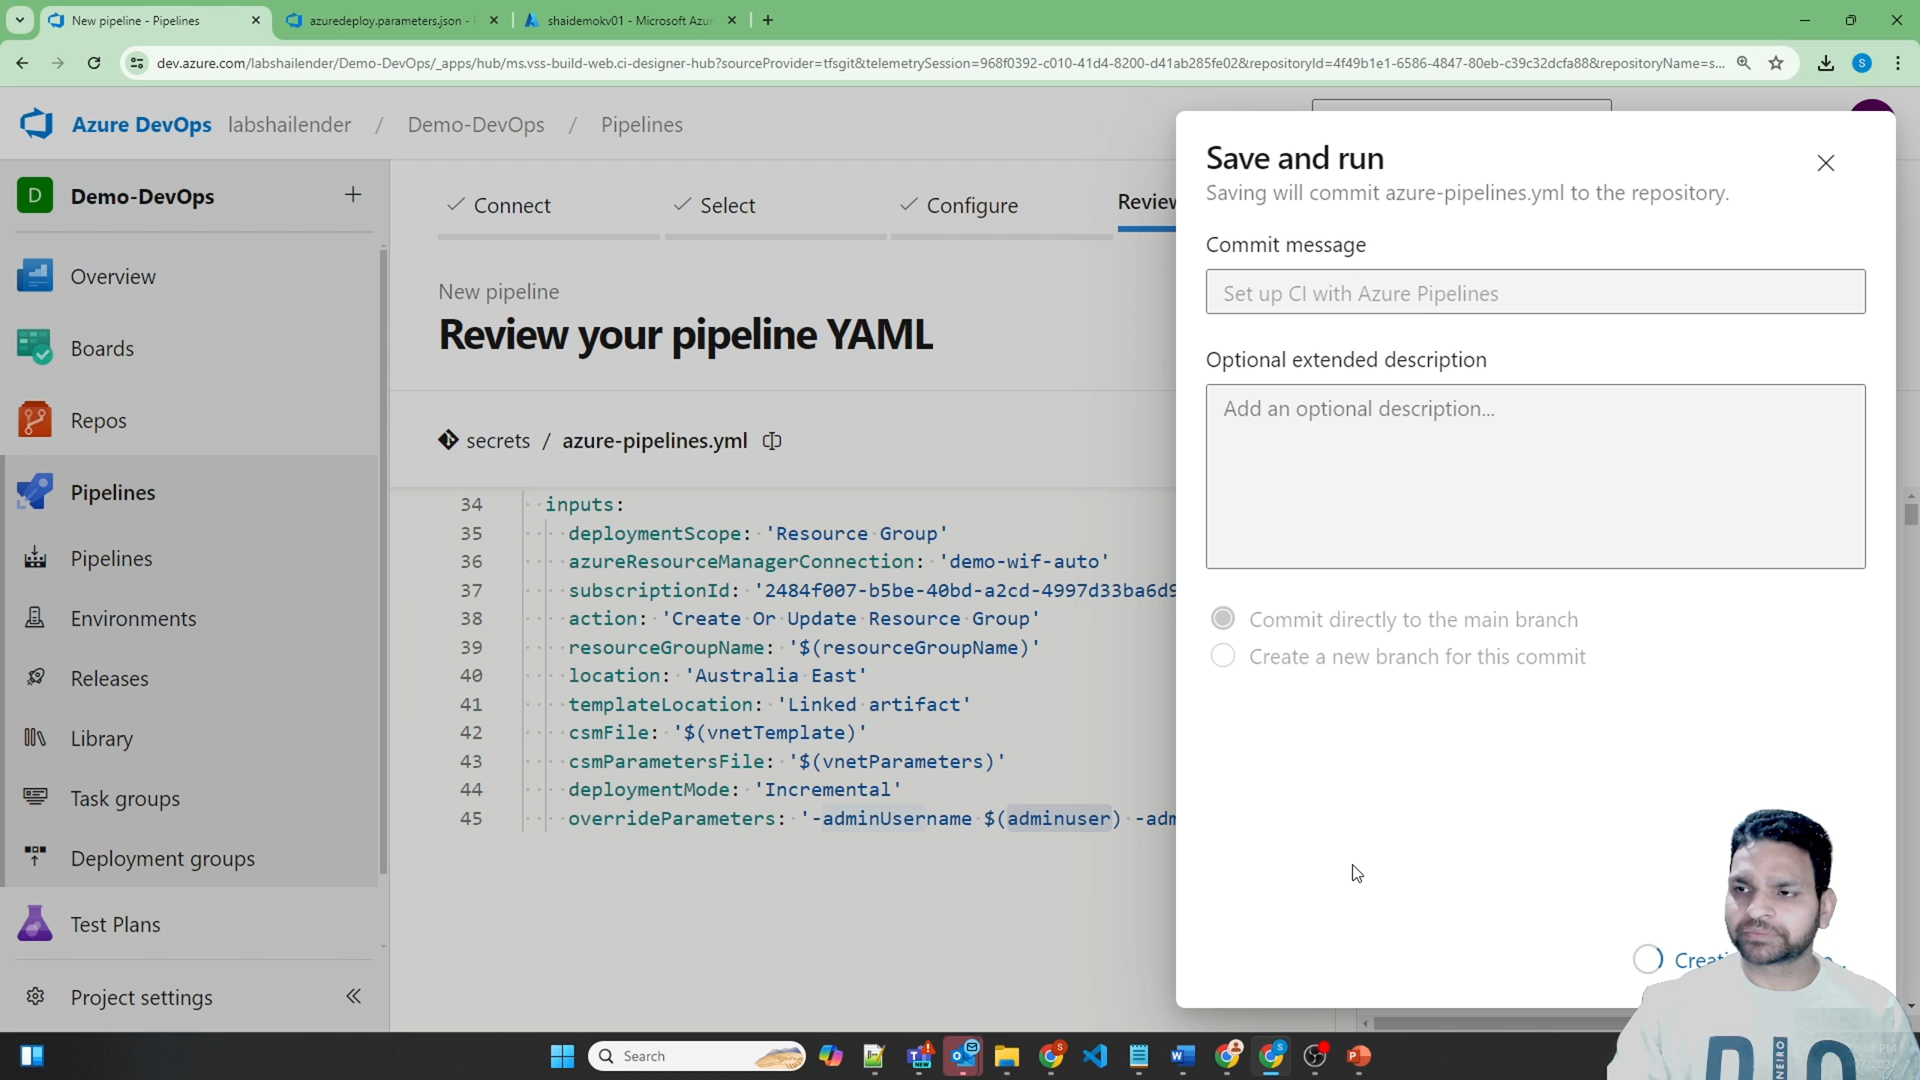 New pipeline - Pipelines
azuredeploy.parameters.json -
shaidemokv01 - Microsoft Azu
dev.azure.com/labshailender/Demo-DevOps/_apps/hub/ms.vss-build-web.ci-designer-hub?sourceProvider=tfsgit&telemetrySession=968f0392-c010-41d4-8200-d41ab285fe02&repositoryId=4f49b1e1-6586-4847-80eb-c39c32dcfa88&repositoryName=s...
S
Azure DevOps labshailender / Demo-DevOps / Pipelines
D Demo-DevOps
Overview
Boards
Repos
Pipelines
Pipelines
Environments
Releases
Library
Task groups
Deployment groups
Test Plans
Project settings
Connect
Select
Configure
Review
New pipeline
Review your pipeline YAML
secrets / azure-pipelines.yml
34 inputs:
35 deploymentScope: 'Resource Group'
36 azureResourceManagerConnection: 'demo-wif-auto'
37 subscriptionId: '2484f007-b5be-40bd-a2cd-4997d33ba6d9
38 action: 'Create Or Update Resource Group'
39 resourceGroupName: '$(resourceGroupName)'
40 location: 'Australia East'
41 templateLocation: 'Linked artifact'
42 csmFile: '$(vnetTemplate)'
43 csmParametersFile: '$(vnetParameters)'
44 deploymentMode: 'Incremental'
45 overrideParameters: '-adminUsername $(adminuser) -adm
Save and run
Saving will commit azure-pipelines.yml to the repository.
Commit message
Set up CI with Azure Pipelines
Optional extended description
Add an optional description...
Commit directly to the main branch
Create a new branch for this commit
Search
NEW